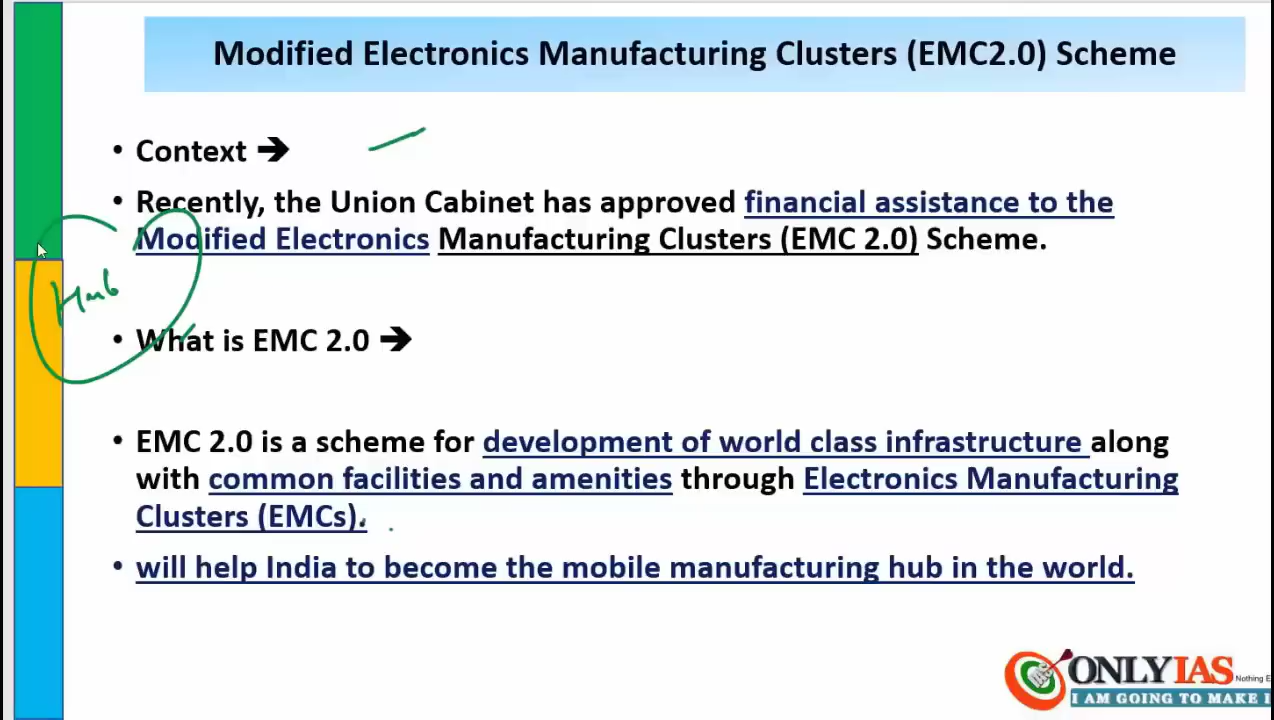 Modified Electronics Manufacturing Clusters (EMC2.0) Scheme
• Context ➔
• Recently, the Union Cabinet has approved financial assistance to the
Modified Electronics Manufacturing Clusters (EMC 2.0) Scheme.
Hub
• What is EMC 2.0 ➔
• EMC 2.0 is a scheme for development of world class infrastructure along
with common facilities and amenities through Electronics Manufacturing
Clusters (EMCs).
• will help India to become the mobile manufacturing hub in the world.
ONLYIAS
Nothing E
I AM GOING TO MAKE I